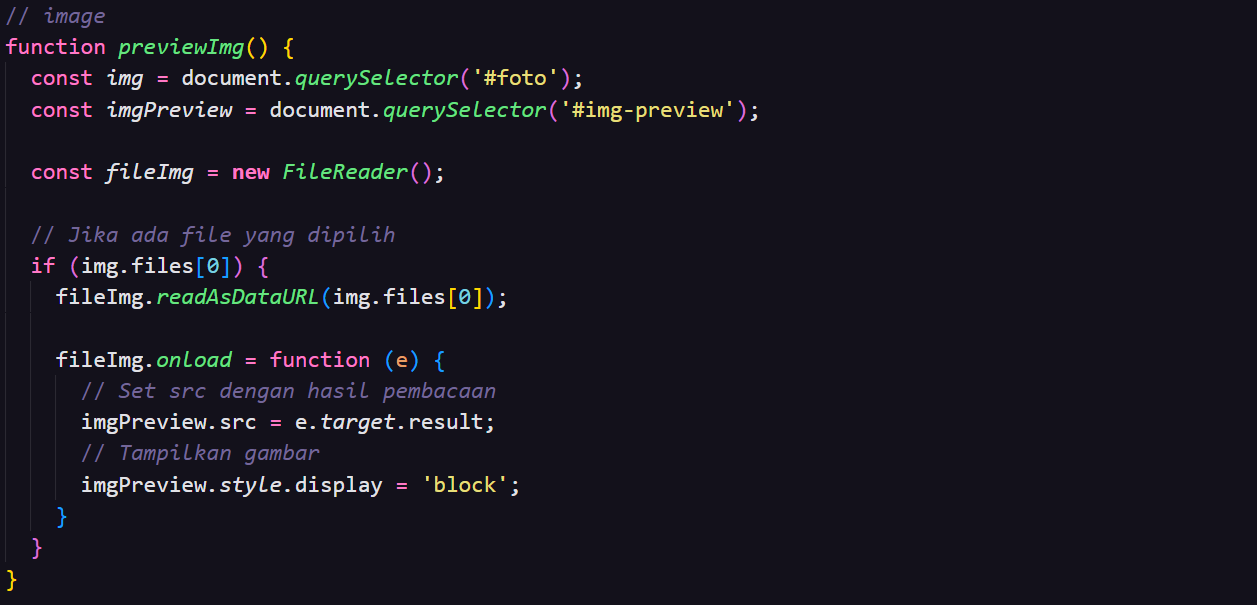 // image
function previewImg() {
  const img = document.querySelector('#foto');
  const imgPreview = document.querySelector('#img-preview');
  const fileImg = new FileReader();
  // Jika ada file yang dipilih
  if (img.files[0]) {
    fileImg.readAsDataURL(img.files[0]);
    fileImg.onload = function (e) {
      // Set src dengan hasil pembacaan
      imgPreview.src = e.target.result;
      // Tampilkan gambar
      imgPreview.style.display = 'block';
    }
  }
}